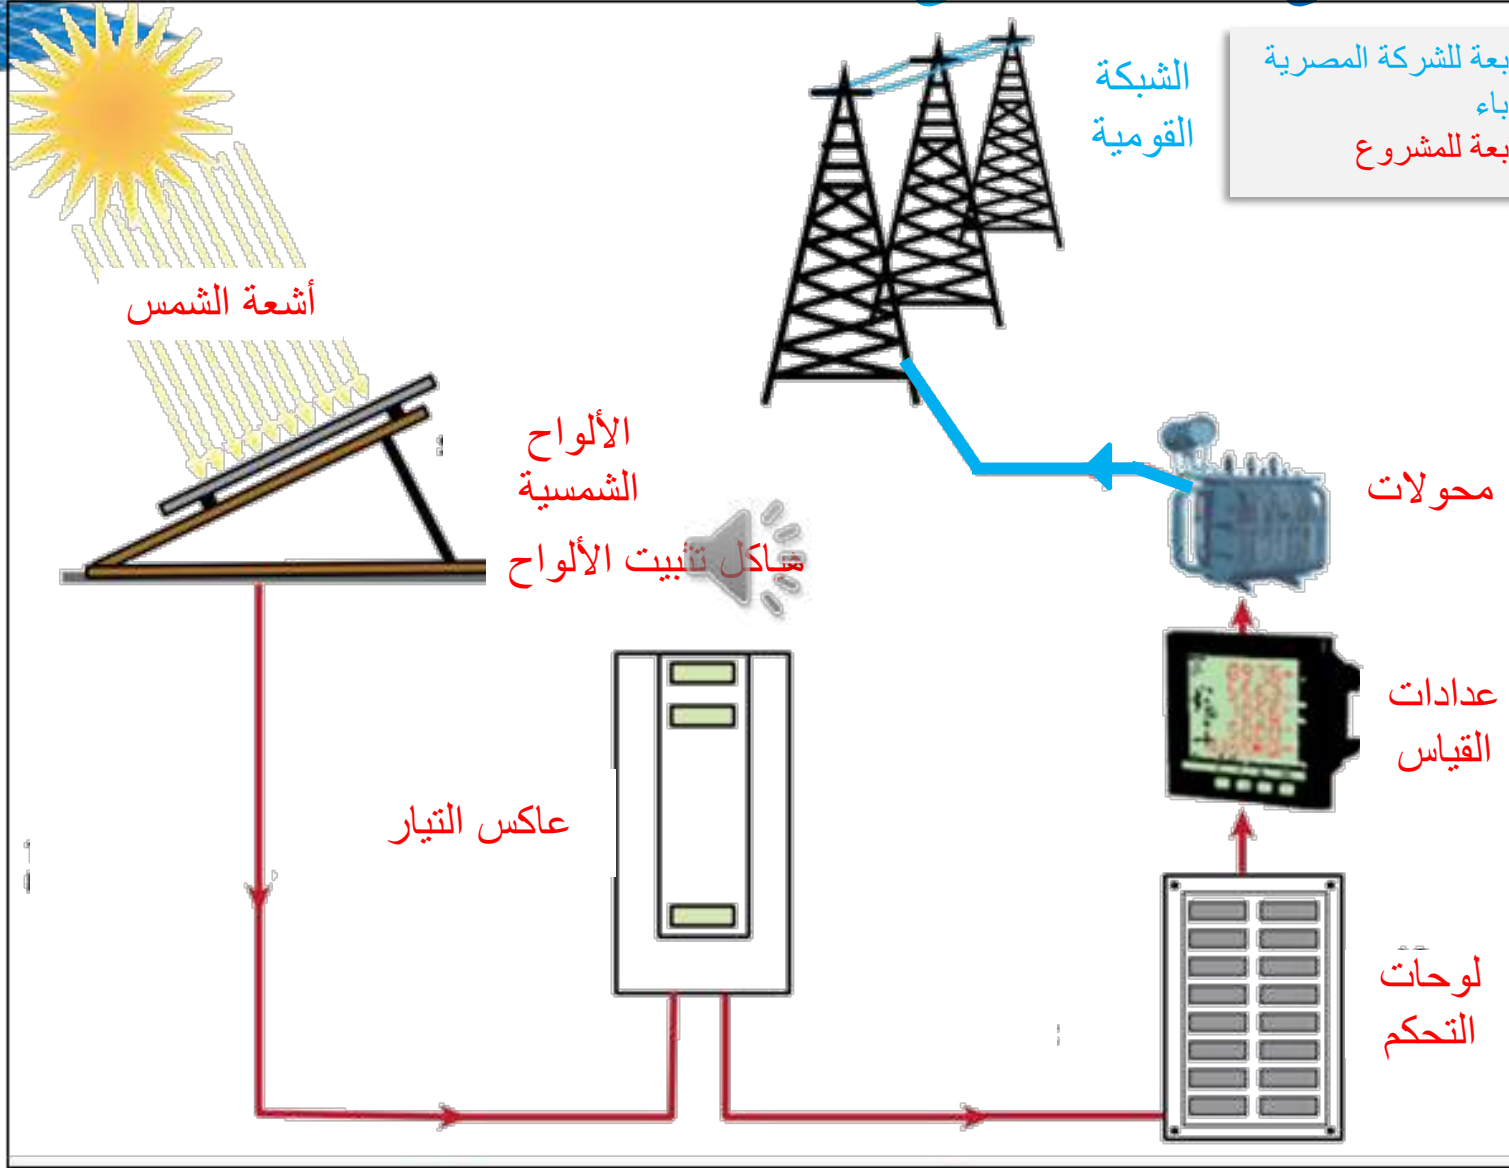 الشبكة
القومية
بعة للشركة المصرية
باء
بعة للمشروع
أشعة الشمس
الألواح
الشمسية
شاكل تثبيت الألواح
محولات
عدادات
القياس
عاكس التيار
لوحات
التحكم